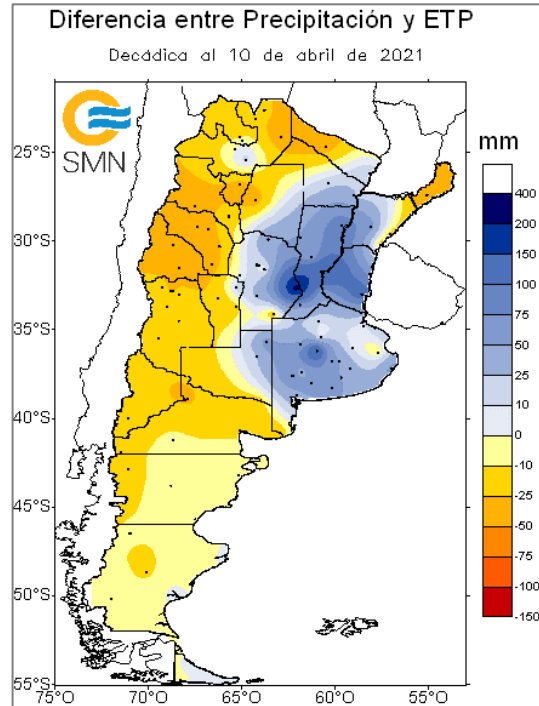 Diferencia entre Precipitación y ETP
Decádica al 10 de abril de 2021
SMN
mm
400
200
150
100
75
50
25
10
0
-10
-25
-50
-75
-100
-150
25°S
30°S
35°S
40°S
45°S
50°S
55°S
75°O
70°O
65°O
60°O
55°O